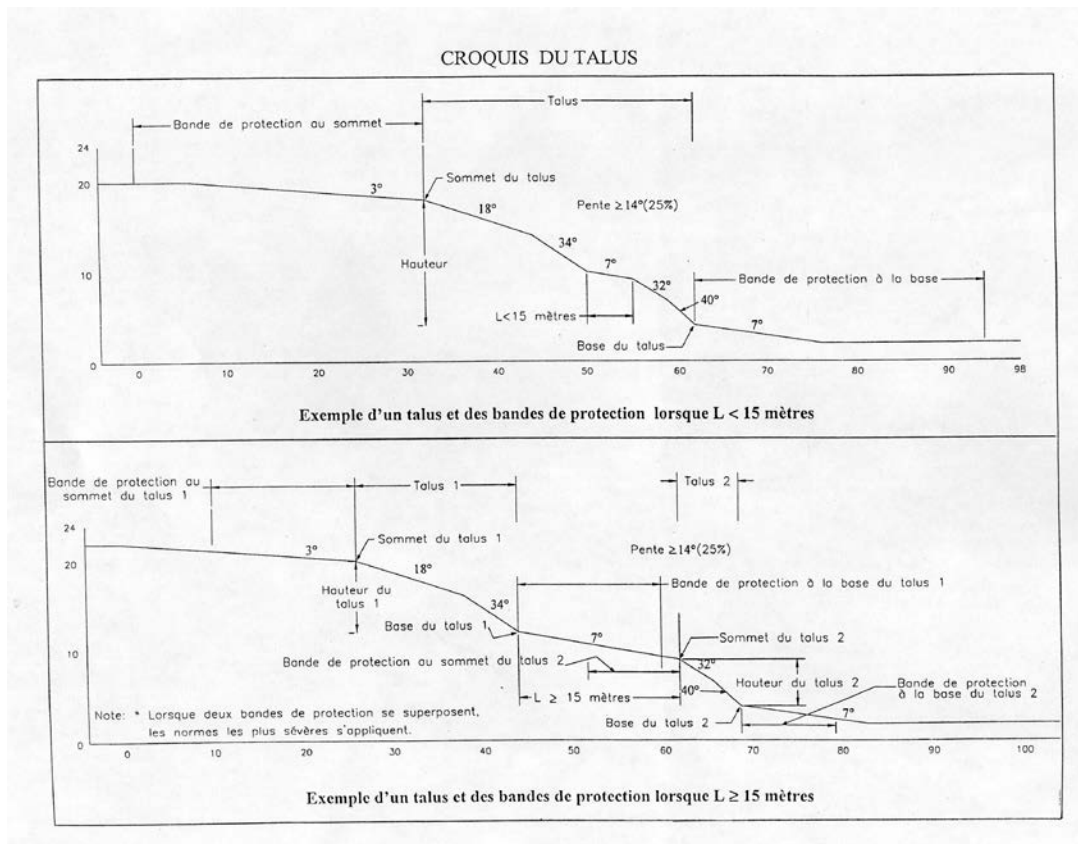 CROQUIS DU TALUS
Talus
Bande de protection au sommet
24
20
3°
Sommet du talus
18°
Pente ≥14°(25%)
34°
Hauteur
7°
Bande de protection à la base
10
32°
40°
L<15 mètres
7°
Base du talus
0
0 10 20 30 40 50 60 70 80 90 98
Exemple d'un talus et des bandes de protection lorsque L < 15 mètres
Bande de protection au
sommet du talus 1
Talus 1
Talus 2
24
Sommet du talus 1
3°
Pente ≥14°(25%)
20
18°
Hauteur du
talus 1
Bande de protection à la base du talus 1
34°
Base du talus 1
7°
Sommet du talus 2
10
Bande de protection au sommet du talus 2
32°
Hauteur du talus 2
Bande de protection
à la base du talus 2
L ≥ 15 mètres
40°
Note: * Lorsque deux bandes de protection se superposent,
les normes les plus sévères s'appliquent.
Base du talus 2
7°
0
0 10 20 30 40 50 60 70 80 90 100
Exemple d'un talus et des bandes de protection lorsque L ≥ 15 mètres